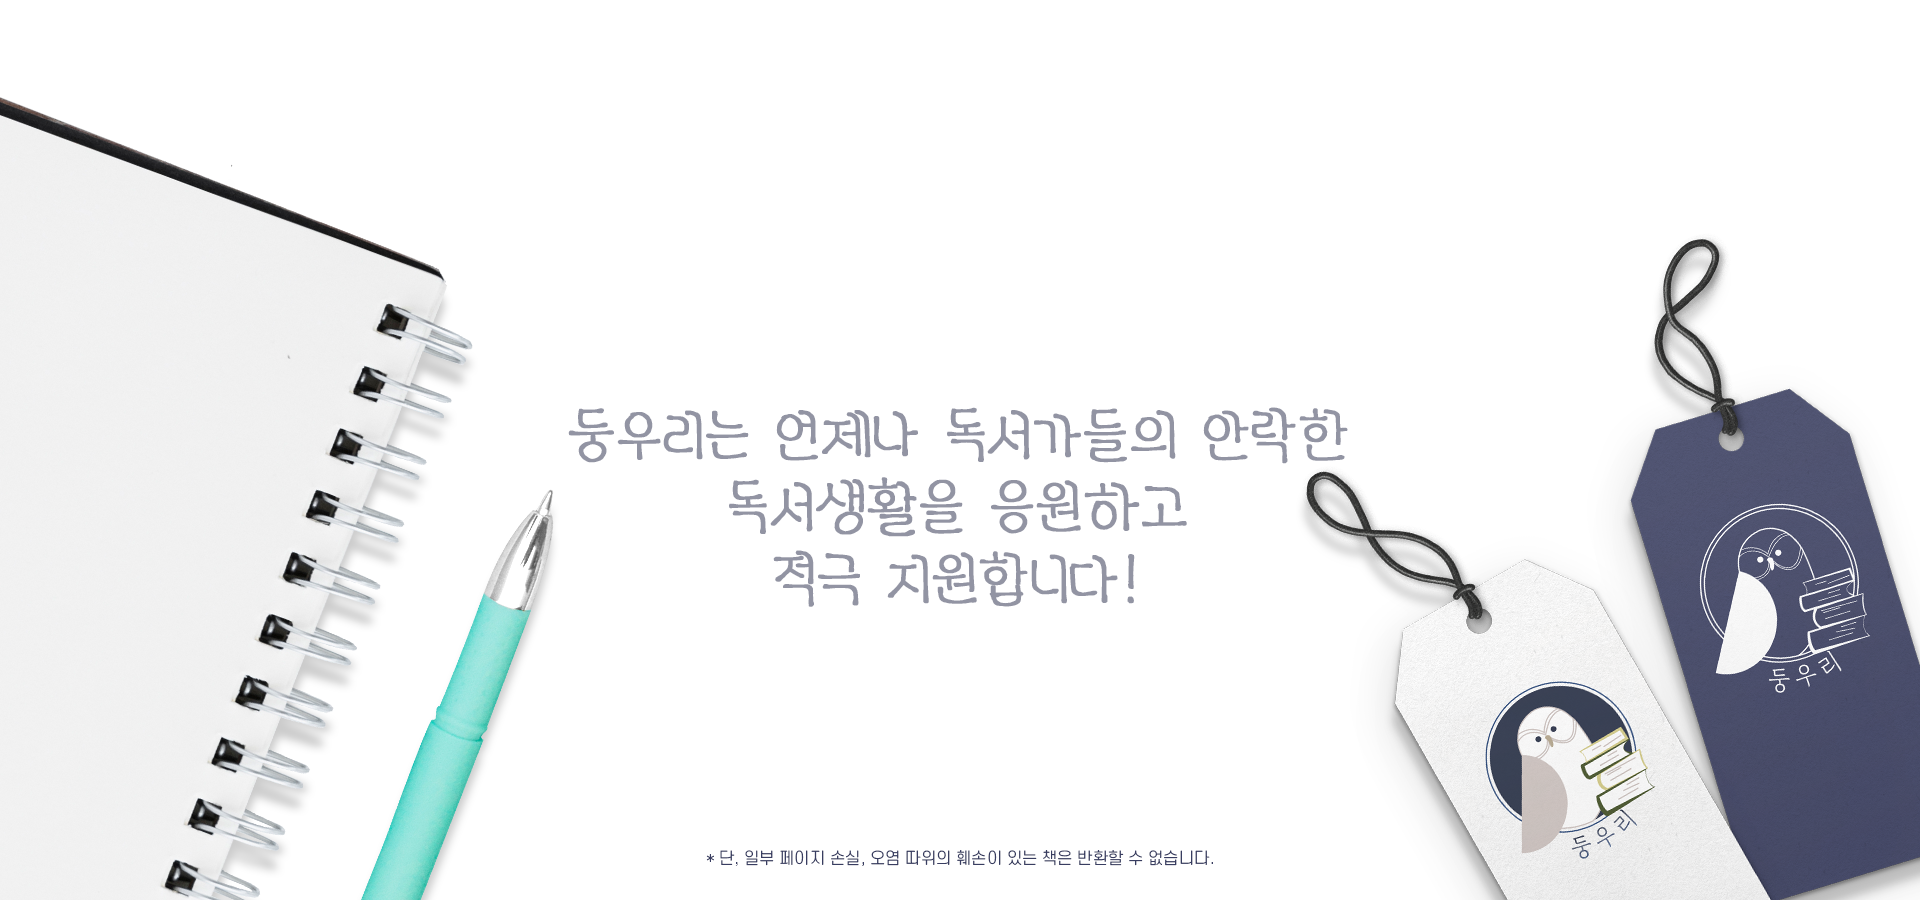 둥우리는 언제나 독서가들의 안락한
독서생활을 응원하고
적극 지원합니다!
둥우리
둥우리
* 단, 일부 페이지 손실, 오염 따위의 훼손이 있는 책은 반환할 수 없습니다.